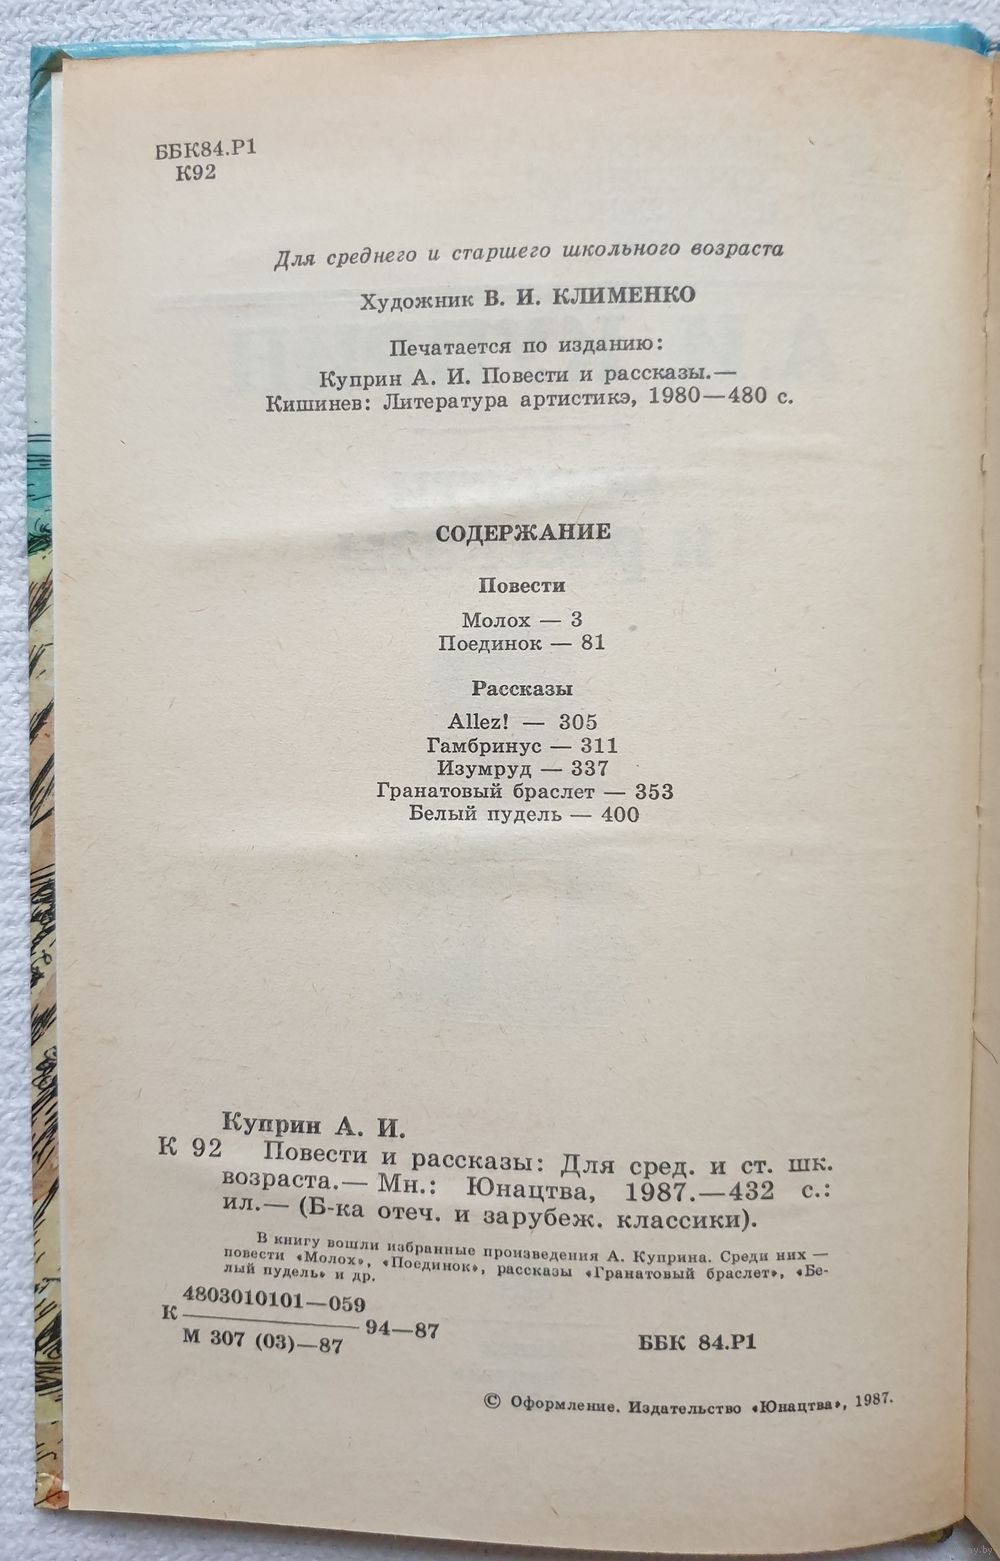 ББК84.Р1
К92
Для среднего и старшего школьного возраста
Художник В. И. КЛИМЕНКО
Печатается по изданию:
Куприн А. И. Повести и рассказы.—
Кишинев: Литература артистикэ, 1980—480 с.
СОДЕРЖАНИЕ
Повести
Молох — 3
Поединок — 81
Рассказы
Allez! — 305
Гамбринус — 311
Изумруд — 337
Гранатовый браслет — 353
Белый пудель — 400
Куприн А. И.
К 92 Повести и рассказы: Для сред. и ст. шк.
возраста.— Мн.: Юнацтва, 1987.—432 с.:
ил.— (Б-ка отеч. и зарубеж. классики).
В книгу вошли избранные произведения А. Куприна. Среди них —
повести «Молох», «Поединок», рассказы «Гранатовый браслет», «Бе-
лый пудель» и др.
4803010101—059
К 94—87
М 307 (03)—87
ББК 84.Р1
© Оформление. Издательство «Юнацтва», 1987.